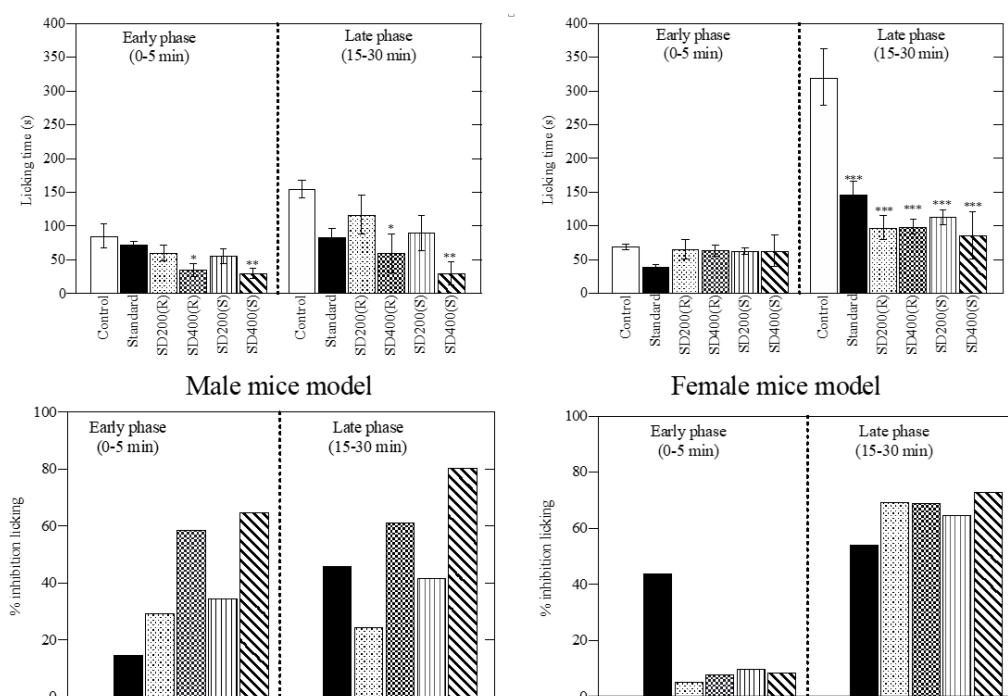 400
350
300
250
200
150
100
50
0
Licking time (s)
Early phase
(0-5 min)
Late phase
(15-30 min)
*
**
*
**
Control
Standard
SD200(R)
SD400(R)
SD200(S)
SD400(S)
Control
Standard
SD200(R)
SD400(R)
SD200(S)
SD400(S)
Male mice model
400
350
300
250
200
150
100
50
0
Licking time (s)
Early phase
(0-5 min)
Late phase
(15-30 min)
***
***
***
***
***
Control
Standard
SD200(R)
SD400(R)
SD200(S)
SD400(S)
Control
Standard
SD200(R)
SD400(R)
SD200(S)
SD400(S)
Female mice model
100
80
60
40
20
0
% inhibition licking
Early phase
(0-5 min)
Late phase
(15-30 min)
100
80
60
40
20
0
% inhibition licking
Early phase
(0-5 min)
Late phase
(15-30 min)